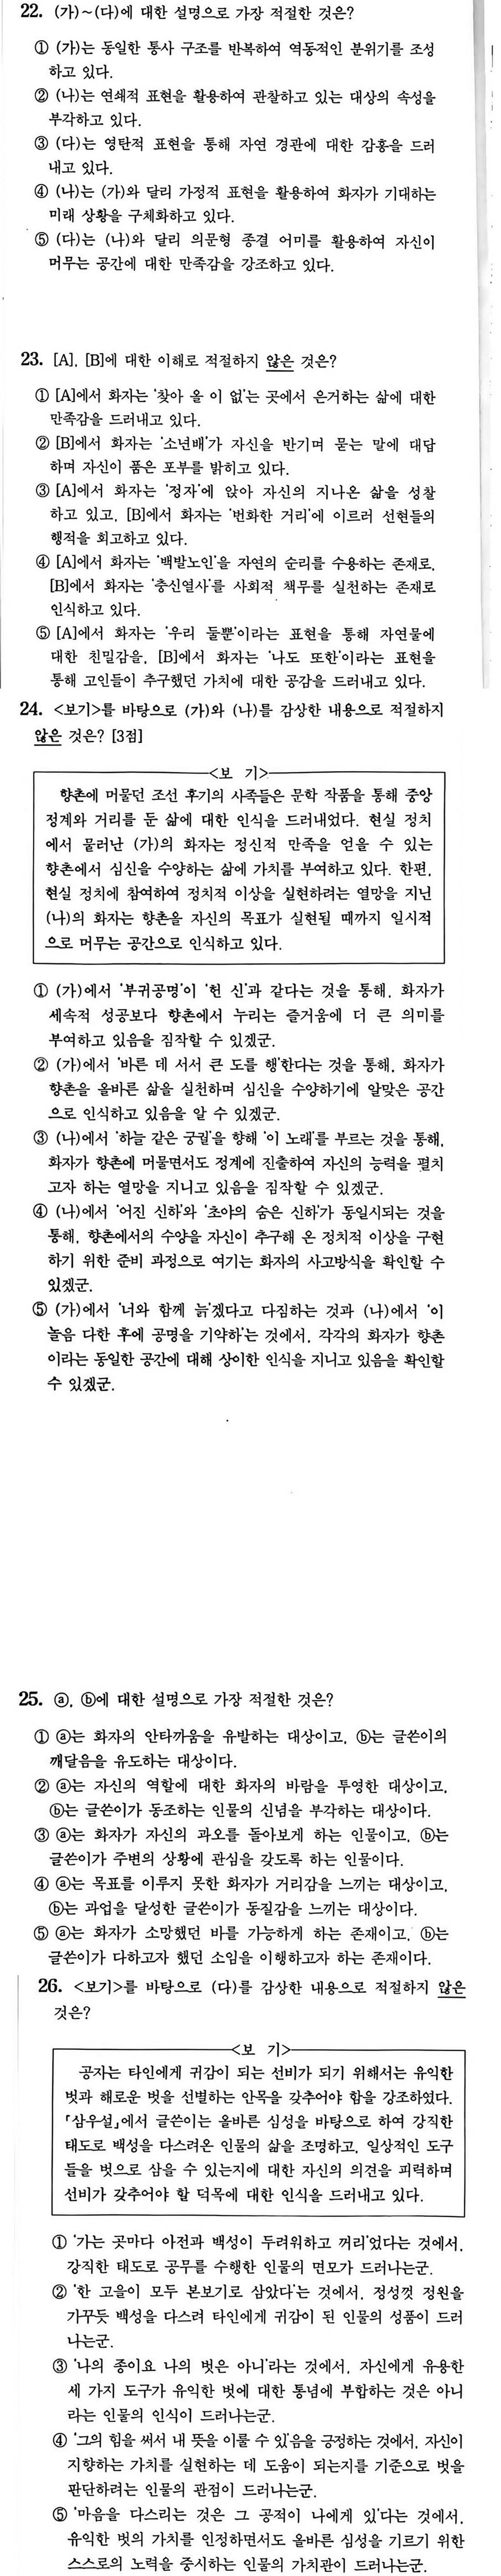 22. (가)~(다)에 대한 설명으로 가장 적절한 것은?
① (가)는 동일한 통사 구조를 반복하여 역동적인 분위기를 조성
하고 있다.
② (나)는 연쇄적 표현을 활용하여 관찰하고 있는 대상의 속성을
부각하고 있다.
③ (다)는 영탄적 표현을 통해 자연 경관에 대한 감흥을 드러
내고 있다.
④ (나)는 (가)와 달리 가정적 표현을 활용하여 화자가 기대하는
미래 상황을 구체화하고 있다.
⑤ (다)는 (나)와 달리 의문형 종결 어미를 활용하여 자신이
머무는 공간에 대한 만족감을 강조하고 있다.
23. [A], [B]에 대한 이해로 적절하지 않은 것은?
① [A]에서 화자는 '찾아 올 이 없'는 곳에서 은거하는 삶에 대한
만족감을 드러내고 있다.
② [B]에서 화자는 '소년배'가 자신을 반기며 묻는 말에 대답
하며 자신이 품은 포부를 밝히고 있다.
③ [A]에서 화자는 '정자'에 앉아 자신의 지나온 삶을 성찰
하고 있고, [B]에서 화자는 '번화한 거리'에 이르러 선현들의
행적을 회고하고 있다.
④ [A]에서 화자는 '백발노인'을 자연의 순리를 수용하는 존재로,
[B]에서 화자는 '충신열사'를 사회적 책무를 실천하는 존재로
인식하고 있다.
⑤ [A]에서 화자는 '우리 둘뿐'이라는 표현을 통해 자연물에
대한 친밀감을, [B]에서 화자는 '나도 또한'이라는 표현을
통해 고인들이 추구했던 가치에 대한 공감을 드러내고 있다.
24. <보기>를 바탕으로 (가)와 (나)를 감상한 내용으로 적절하지
않은 것은? [3점]
<보 기>
향촌에 머물던 조선 후기의 사족들은 문학 작품을 통해 중앙
정계와 거리를 둔 삶에 대한 인식을 드러내었다. 현실 정치
에서 물러난 (가)의 화자는 정신적 만족을 얻을 수 있는
향촌에서 심신을 수양하는 삶에 가치를 부여하고 있다. 한편,
현실 정치에 참여하여 정치적 이상을 실현하려는 열망을 지닌
(나)의 화자는 향촌을 자신의 목표가 실현될 때까지 일시적
으로 머무는 공간으로 인식하고 있다.
① (가)에서 '부귀공명'이 '헌 신'과 같다는 것을 통해, 화자가
세속적 성공보다 향촌에서 누리는 즐거움에 더 큰 의미를
부여하고 있음을 짐작할 수 있겠군.
② (가)에서 '바른 데 서서 큰 도를 행'한다는 것을 통해, 화자가
향촌을 올바른 삶을 실천하며 심신을 수양하기에 알맞은 공간
으로 인식하고 있음을 알 수 있겠군.
③ (나)에서 '하늘 같은 궁궐'을 향해 '이 노래'를 부르는 것을 통해,
화자가 향촌에 머물면서도 정계에 진출하여 자신의 능력을 펼치
고자 하는 열망을 지니고 있음을 짐작할 수 있겠군.
④ (나)에서 '어진 신하'와 '초야의 숨은 신하'가 동일시되는 것을
통해, 향촌에서의 수양을 자신이 추구해 온 정치적 이상을 구현
하기 위한 준비 과정으로 여기는 화자의 사고방식을 확인할 수
있겠군.
⑤ (가)에서 '너와 함께 늙'겠다고 다짐하는 것과 (나)에서 '이
놀음 다한 후에 공명을 기약하'는 것에서, 각각의 화자가 향촌
이라는 동일한 공간에 대해 상이한 인식을 지니고 있음을 확인할
수 있겠군.
25. ⓐ, ⓑ에 대한 설명으로 가장 적절한 것은?
① ⓐ는 화자의 안타까움을 유발하는 대상이고, ⓑ는 글쓴이의
깨달음을 유도하는 대상이다.
② ⓐ는 자신의 역할에 대한 화자의 바람을 투영한 대상이고,
ⓑ는 글쓴이가 동조하는 인물의 신념을 부각하는 대상이다.
③ ⓐ는 화자가 자신의 과오를 돌아보게 하는 인물이고, ⓑ는
글쓴이가 주변의 상황에 관심을 갖도록 하는 인물이다.
④ ⓐ는 목표를 이루지 못한 화자가 거리감을 느끼는 대상이고,
ⓑ는 과업을 달성한 글쓴이가 동질감을 느끼는 대상이다.
⑤ ⓐ는 화자가 소망했던 바를 가능하게 하는 존재이고, ⓑ는
글쓴이가 다하고자 했던 소임을 이행하고자 하는 존재이다.
26. <보기>를 바탕으로 (다)를 감상한 내용으로 적절하지 않은
것은?
<보 기>
공자는 타인에게 귀감이 되는 선비가 되기 위해서는 유익한
벗과 해로운 벗을 선별하는 안목을 갖추어야 함을 강조하였다.
「삼우설」에서 글쓴이는 올바른 심성을 바탕으로 하여 강직한
태도로 백성을 다스려온 인물의 삶을 조명하고, 일상적인 도구
들을 벗으로 삼을 수 있는지에 대한 자신의 의견을 피력하며
선비가 갖추어야 할 덕목에 대한 인식을 드러내고 있다.
① '가는 곳마다 아전과 백성이 두려워하고 꺼리'었다는 것에서,
강직한 태도로 공무를 수행한 인물의 면모가 드러나는군.
② '한 고을이 모두 본보기로 삼았다'는 것에서, 정성껏 정원을
가꾸듯 백성을 다스려 타인에게 귀감이 된 인물의 성품이 드러
나는군.
③ '나의 종이요 나의 벗은 아니'라는 것에서, 자신에게 유용한
세 가지 도구가 유익한 벗에 대한 통념에 부합하는 것은 아니
라는 인물의 인식이 드러나는군.
④ '그의 힘을 써서 내 뜻을 이룰 수 있'음을 긍정하는 것에서, 자신이
지향하는 가치를 실현하는 데 도움이 되는지를 기준으로 벗을
판단하려는 인물의 관점이 드러나는군.
⑤ '마음을 다스리는 것은 그 공적이 나에게 있'다는 것에서,
유익한 벗의 가치를 인정하면서도 올바른 심성을 기르기 위한
스스로의 노력을 중시하는 인물의 가치관이 드러나는군.